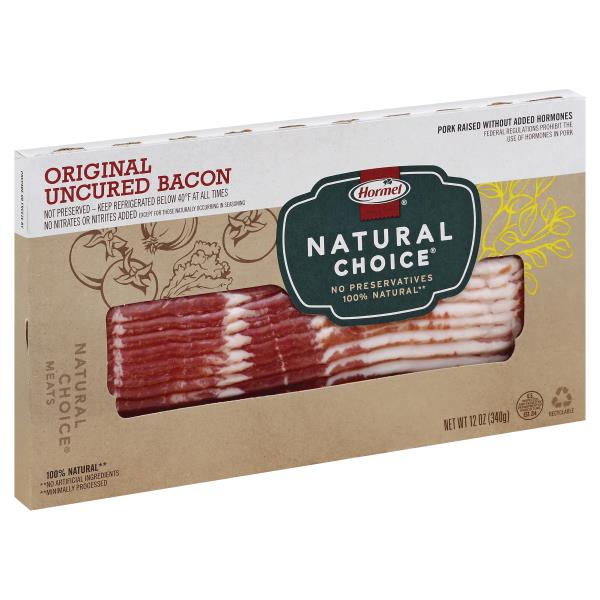 ORIGINAL
UNCURED BACON
NOT PRESERVED – KEEP REFRIGERATED BELOW 40°F AT ALL TIMES
NO NITRATES OR NITRITES ADDED EXCEPT FOR THOSE NATURALLY OCCURRING IN SEASONING
PORK RAISED WITHOUT ADDED HORMONES
FEDERAL REGULATIONS PROHIBIT THE
USE OF HORMONES IN PORK
Hormel®
NATURAL
CHOICE®
NO PRESERVATIVES
100% NATURAL**
NATURAL
CHOICE®
MEATS
100% NATURAL**
**NO ARTIFICIAL INGREDIENTS
**MINIMALLY PROCESSED
NET WT 12 OZ (340g)
U.S.
RECYCLABLE